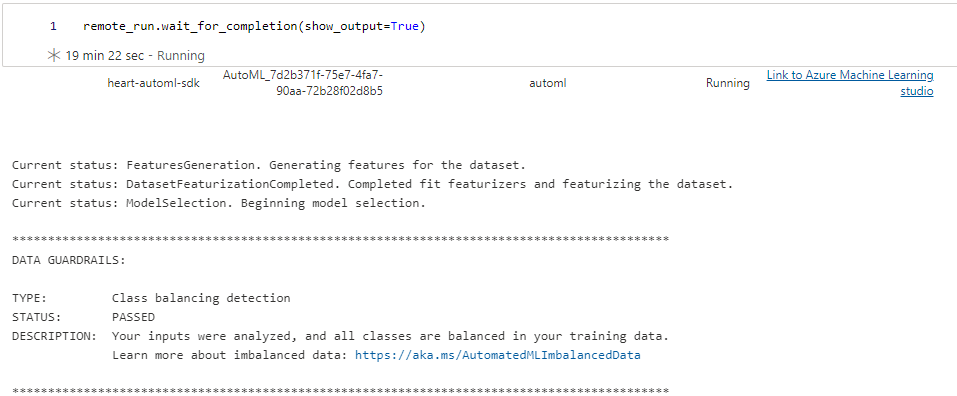 1 remote_run.wait_for_completion(show_output=True)
19 min 22 sec - Running
heart-automl-sdk AutoML_7d2b371f-75e7-4fa7-90aa-72b28f02d8b5 automl Running Link to Azure Machine Learning studio
Current status: FeaturesGeneration. Generating features for the dataset.
Current status: DatasetFeaturizationCompleted. Completed fit featurizers and featurizing the dataset.
Current status: ModelSelection. Beginning model selection.
********************************************************************************************
DATA GUARDRAILS:
TYPE: Class balancing detection
STATUS: PASSED
DESCRIPTION: Your inputs were analyzed, and all classes are balanced in your training data.
Learn more about imbalanced data: https://aka.ms/AutomatedMLImbalancedData
********************************************************************************************